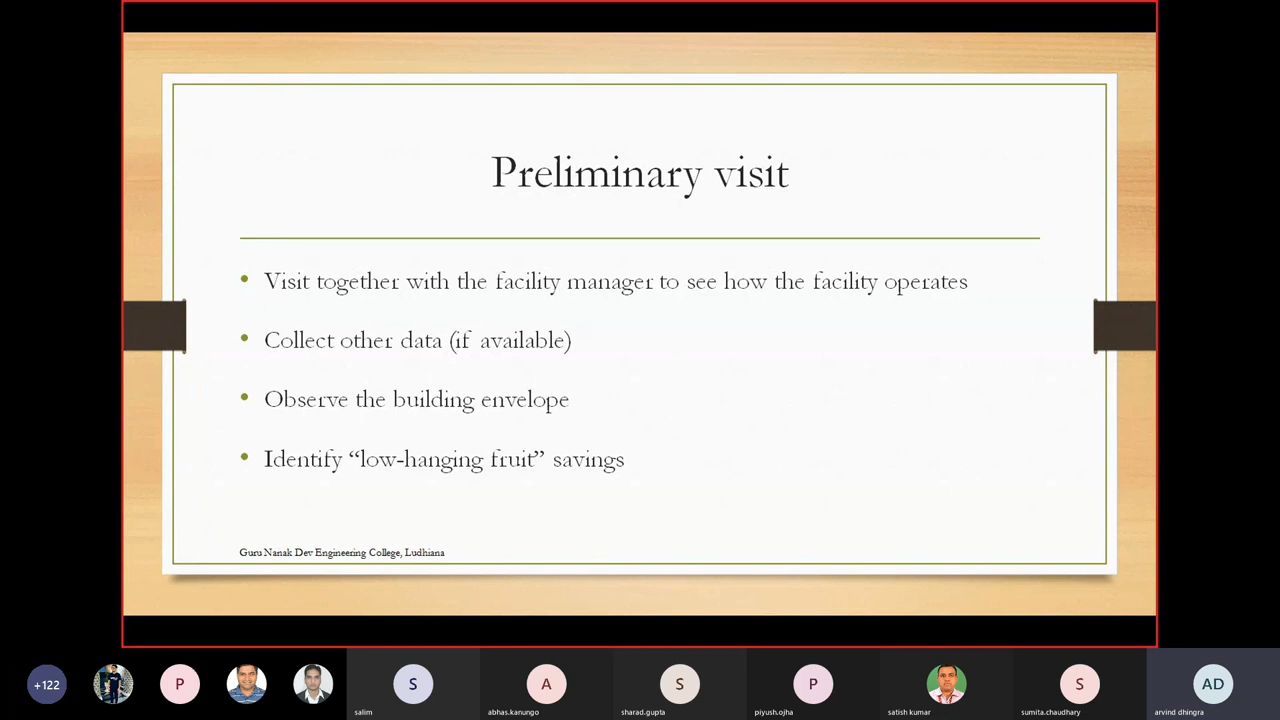 Preliminary visit
• Visit together with the facility manager to see how the facility operates
• Collect other data (if available)
• Observe the building envelope
• Identify “low-hanging fruit” savings
Guru Nanak Dev Engineering College, Ludhiana
+122
P
S
A
S
P
S
AD
salim
abhas.kanungo
sharad.gupta
piyush.ojha
satish kumar
sumita.chaudhary
arvind dhingra